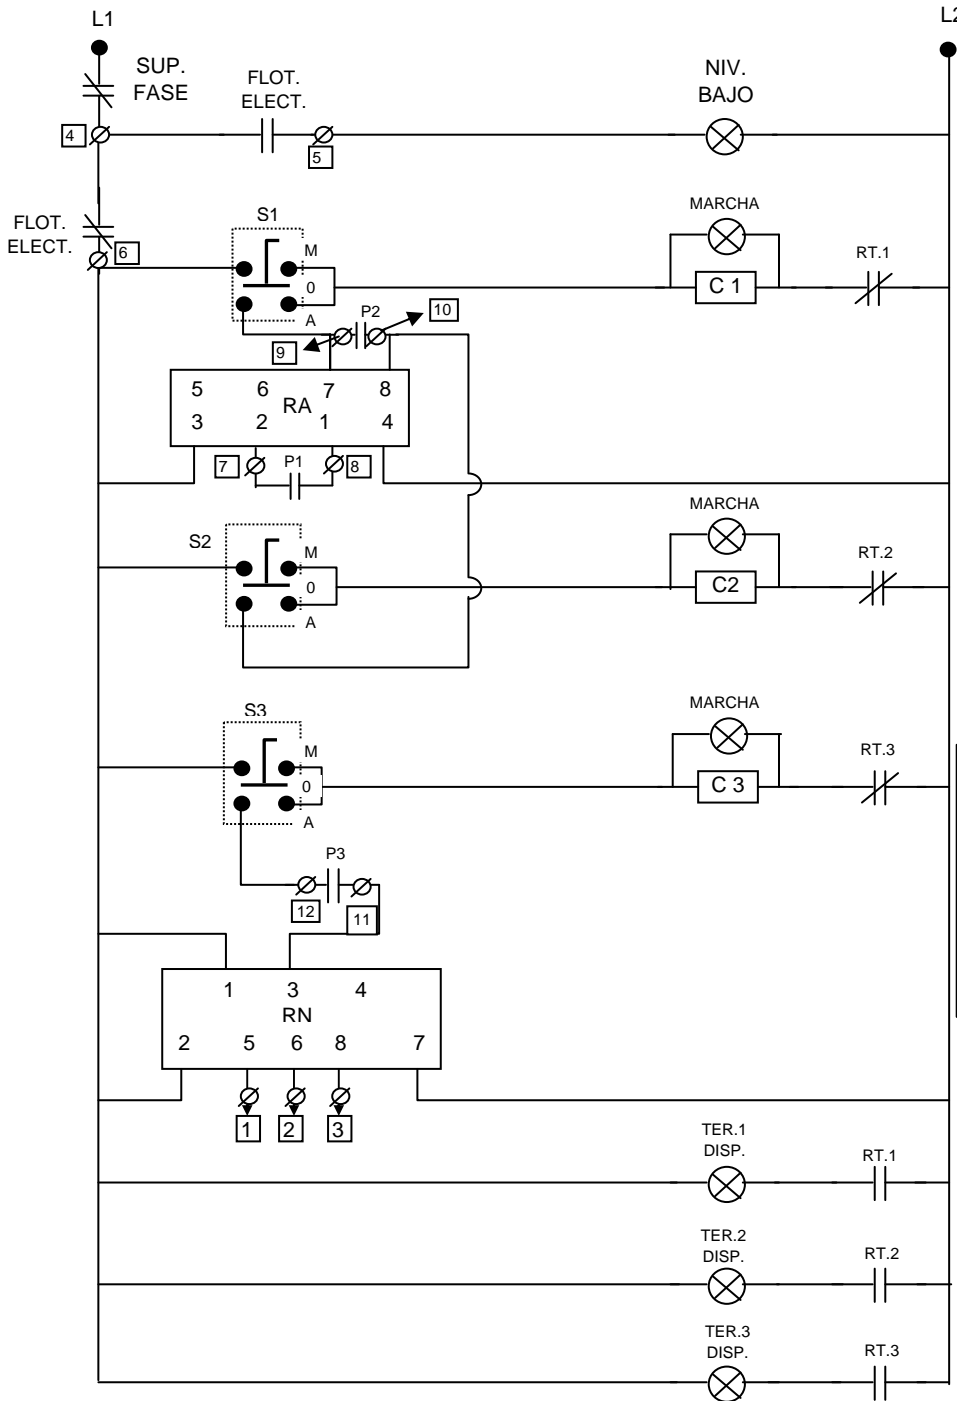 L1
L2
SUP.
FASE
FLOT.
ELECT.
NIV.
BAJO
4
5
FLOT.
ELECT.
6
S1
M
0
A
MARCHA
C 1
RT.1
P2
10
9
5 6 7 8
RA
3 2 1 4
7
P1
8
S2
M
0
A
MARCHA
C2
RT.2
S3
M
0
A
MARCHA
C 3
RT.3
P3
12
11
1 3 4
RN
2 5 6 8 7
1 2 3
TER.1
DISP.
RT.1
TER.2
DISP.
RT.2
TER.3
DISP.
RT.3